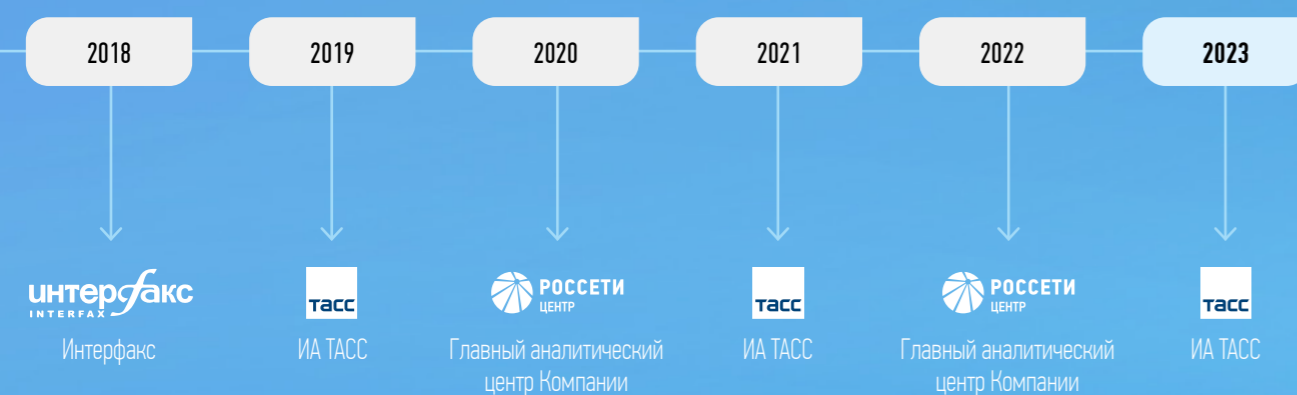 2018
2019
2020
2021
2022
2023
интерфакс
INTERFAX
тасс
РОССЕТИ
ЦЕНТР
тасс
РОССЕТИ
ЦЕНТР
тасс
Интерфакс
ИА ТАСС
Главный аналитический
центр Компании
ИА ТАСС
Главный аналитический
центр Компании
ИА ТАСС